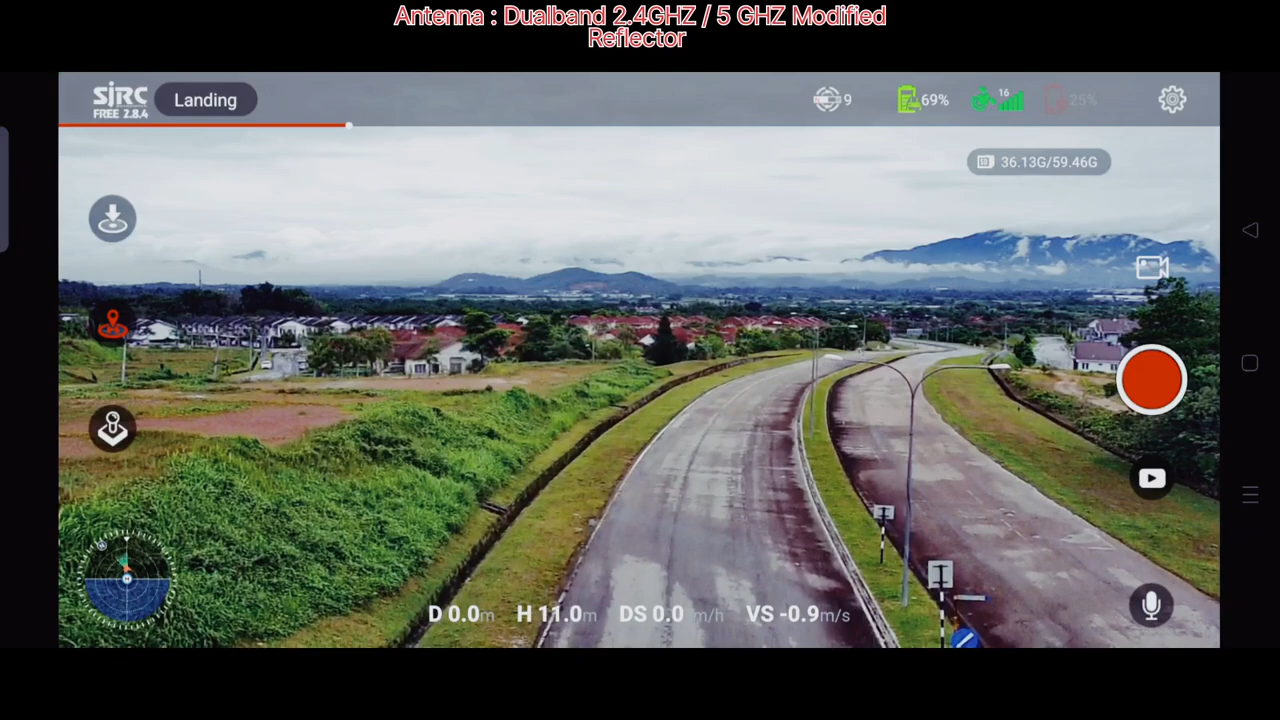 Antenna : Dualband 2.4GHZ / 5 GHZ Modified
Reflector
SJRC
FREE 2.8.4
Landing
9
69%
16
25%
36.13G/59.46G
D 0.0m
H 11.0m
DS 0.0 m/h
VS -0.9m/s